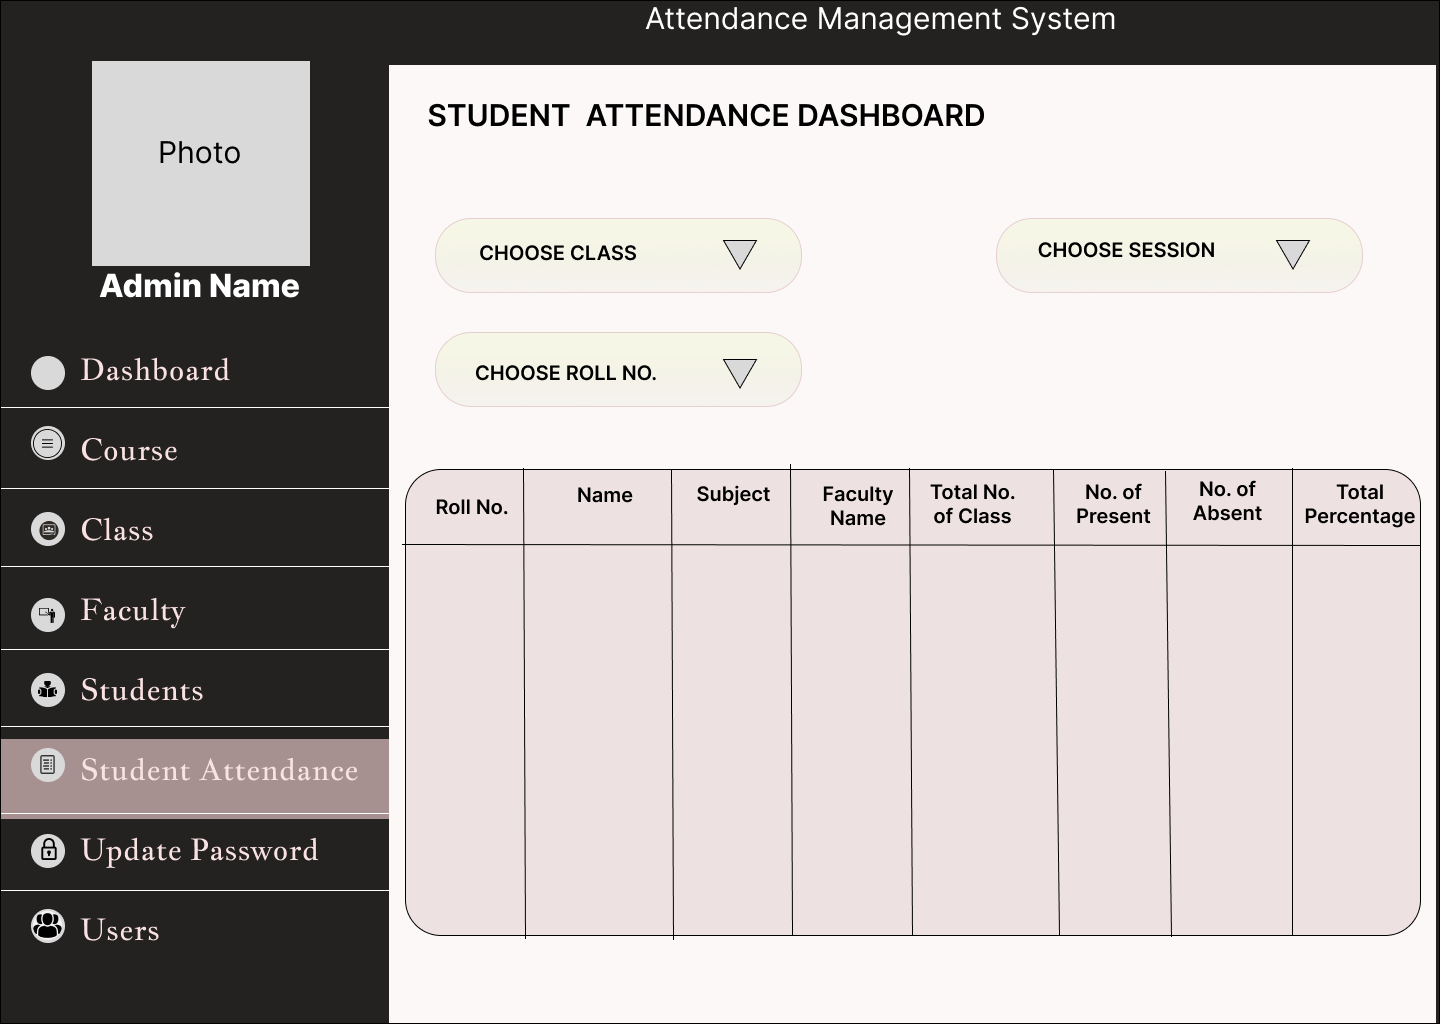 Attendance Management System
Photo
Admin Name
Dashboard
Course
Class
Faculty
Students
Student Attendance
Update Password
Users
STUDENT  ATTENDANCE DASHBOARD
CHOOSE CLASS
CHOOSE SESSION
CHOOSE ROLL NO.
Roll No.
Name
Subject
Faculty
Name
Total No.
of Class
No. of
Present
No. of
Absent
Total
Percentage